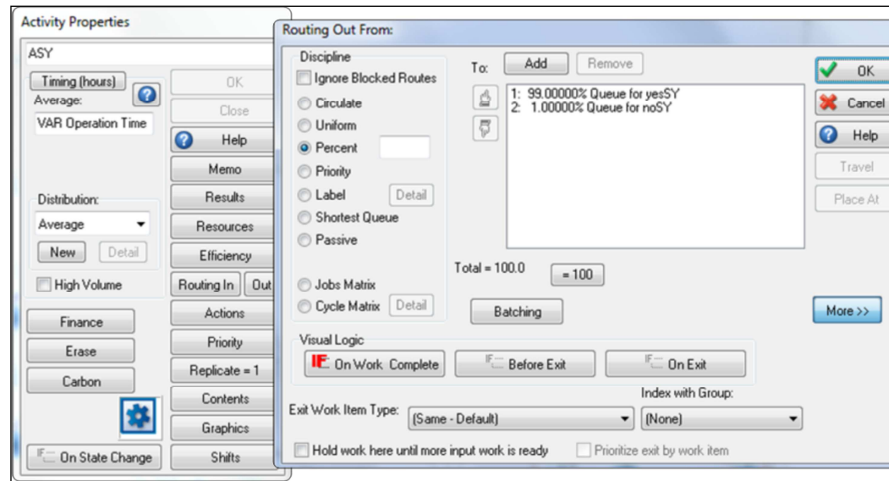 Activity Properties
ASY
Timing (hours)
Average:
VAR Operation Time
Distribution:
Average
New
Detail
High Volume
Finance
Erase
Carbon
On State Change
OK
Close
Help
Memo
Results
Resources
Efficiency
Routing In
Out
Actions
Priority
Replicate = 1
Contents
Graphics
Shifts
Routing Out From:
Discipline
Ignore Blocked Routes
Circulate
Uniform
Percent
Priority
Label
Detail
Shortest Queue
Passive
Jobs Matrix
Cycle Matrix
Detail
To:
Add
Remove
1: 99.00000% Queue for yesSY
2: 1.00000% Queue for noSY
Total = 100.0
= 100
Batching
OK
Cancel
Help
Travel
Place At
More >>
Visual Logic
IF On Work Complete
IF Before Exit
IF On Exit
Exit Work Item Type:
(Same - Default)
Index with Group:
(None)
Hold work here until more input work is ready
Prioritize exit by work item